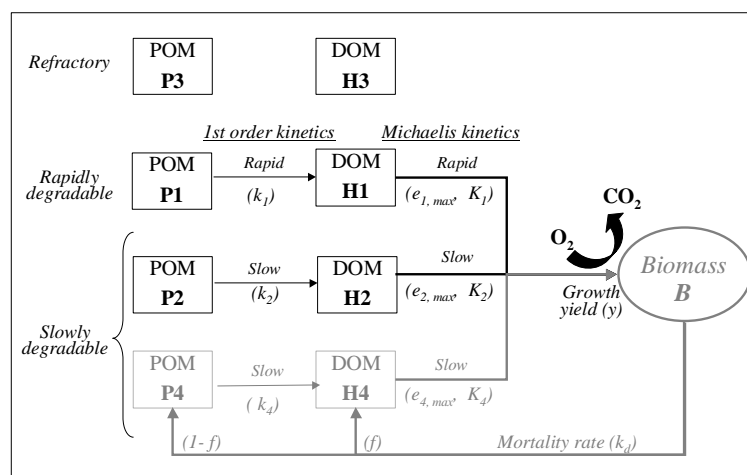 POM DOM
Refractory
P3 H3
1st order kinetics Michaelis kinetics
Rapidly
degradable
POM Rapid DOM Rapid
P1 (k1) H1 (e1, max, K1)
CO2
O2
POM Slow DOM Slow
P2 (k2) H2 (e2, max, K2)
Biomass
B
Growth
yield (y)
Slowly
degradable
POM Slow DOM Slow
P4 ( k4) H4 (e4, max, K4)
(1- f) (f) Mortality rate (kd)